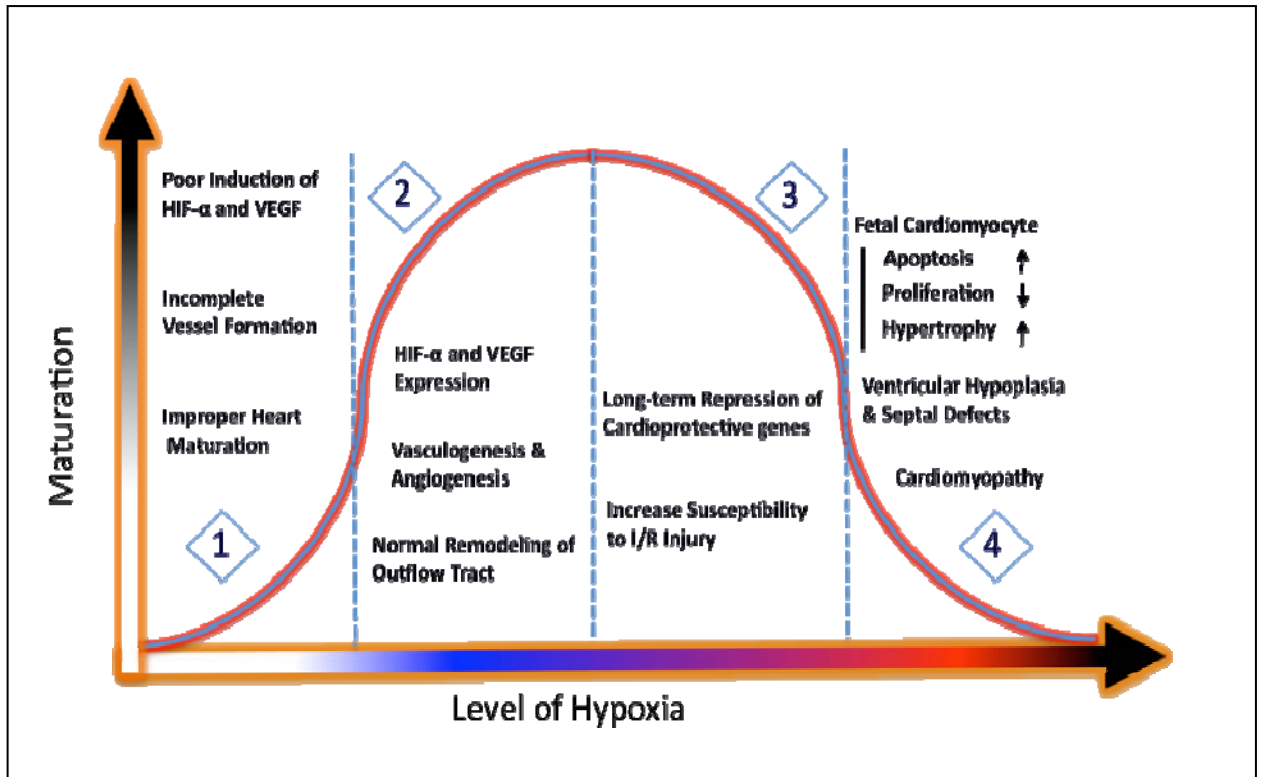 Maturation
Poor Induction of
HIF-α and VEGF
Incomplete
Vessel Formation
Improper Heart
Maturation
1
2
HIF-α and VEGF
Expression
Vasculogenesis &
Angiogenesis
Normal Remodeling of
Outflow Tract
3
Long-term Repression of
Cardioprotective genes
Increase Susceptibility
to I/R Injury
Fetal Cardiomyocyte
Apoptosis ↑
Proliferation ↓
Hypertrophy ↑
Ventricular Hypoplasia
& Septal Defects
Cardiomyopathy
4
Level of Hypoxia